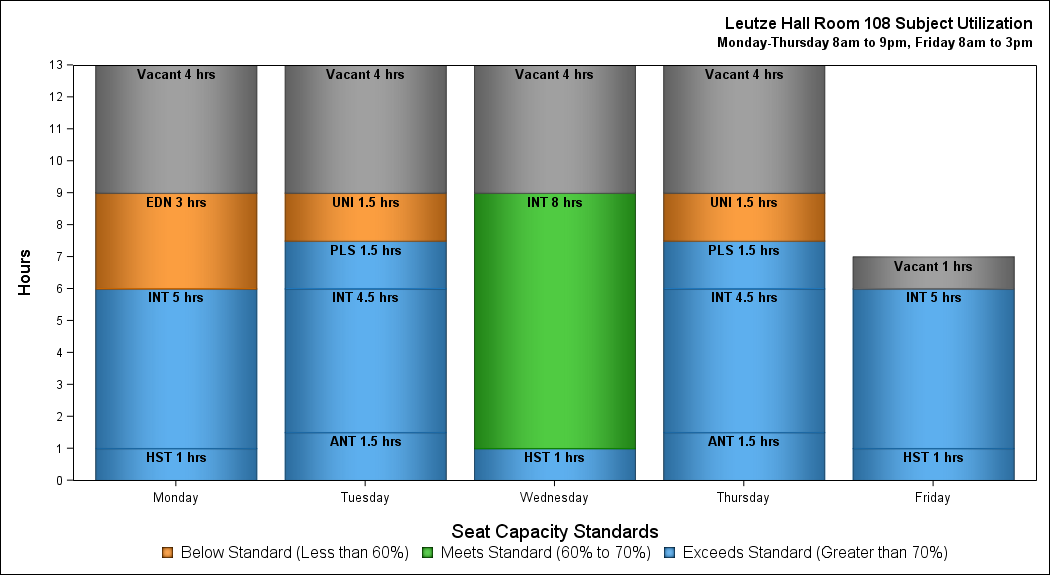 Leutze Hall Room 108 Subject Utilization
Monday-Thursday 8am to 9pm, Friday 8am to 3pm
Hours
13
12
11
10
9
8
7
6
5
4
3
2
1
0
Vacant 4 hrs
EDN 3 hrs
INT 5 hrs
HST 1 hrs
Vacant 4 hrs
UNI 1.5 hrs
PLS 1.5 hrs
INT 4.5 hrs
ANT 1.5 hrs
Vacant 4 hrs
INT 8 hrs
HST 1 hrs
Vacant 4 hrs
UNI 1.5 hrs
PLS 1.5 hrs
INT 4.5 hrs
ANT 1.5 hrs
Vacant 1 hrs
INT 5 hrs
HST 1 hrs
Monday Tuesday Wednesday Thursday Friday
Seat Capacity Standards
Below Standard (Less than 60%) Meets Standard (60% to 70%) Exceeds Standard (Greater than 70%)